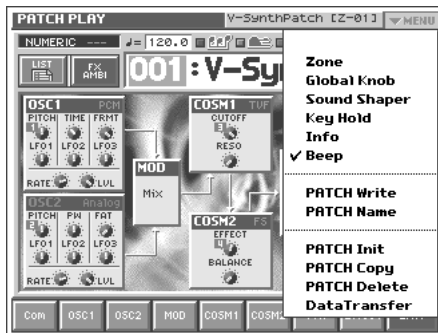 PATCH PLAY
V-SynthPatch [Z-01]
MENU
NUMERIC ---
♩= 120.0
LIST
FX
AMBI
001:V-Sy
OSC1 PCM
PITCH TIME FRMT
1
LFO1 LFO2 LFO3
RATE LVL
OSC2 Analog
PITCH PW FAT
2
LFO1 LFO2 LFO3
RATE LVL
MOD
Mix
COSM1 TVF
CUTOFF
3
RESO
COSM2 FS
EFFECT
4
BALANCE
Zone
Global Knob
Sound Shaper
Key Hold
Info
✓ Beep
PATCH Write
PATCH Name
PATCH Init
PATCH Copy
PATCH Delete
DataTransfer
Com OSC1 OSC2 MOD COSM1 COSM2